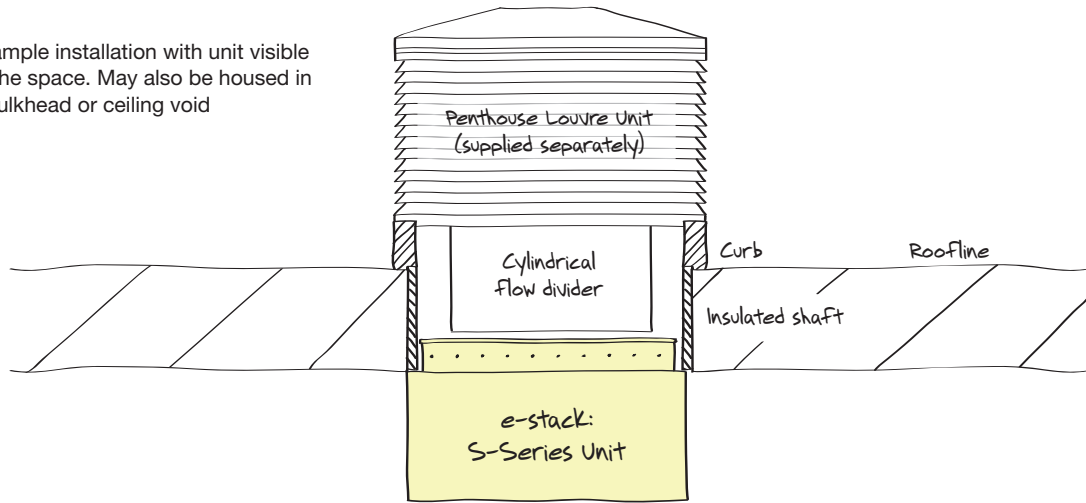 ample installation with unit visible
he space. May also be housed in
ulkhead or ceiling void
Penthouse Louvre Unit
(supplied separately)
Curb
Roofline
Cylindrical
flow divider
Insulated shaft
e-stack:
S-Series Unit